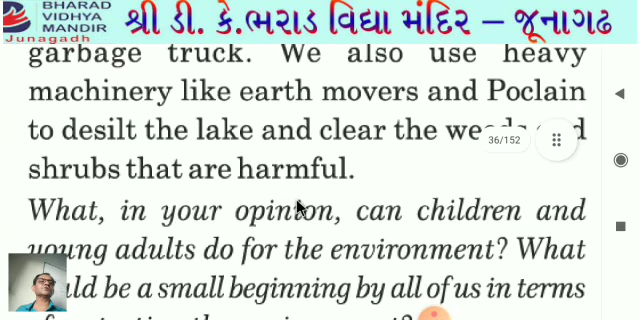 BHARAD
VIDHYA
MANDIR
Junagadh
શ્રી ડી. કે.ભરાડ વિદ્યા મંદિર – જૂનાગઢ
garbage truck. We also use heavy
machinery like earth movers and Poclain
to desilt the lake and clear the
36/152
shrubs that are harmful.
What, in your opinion, can children and
young adults do for the environment? What
be a small beginning by all of us in terms